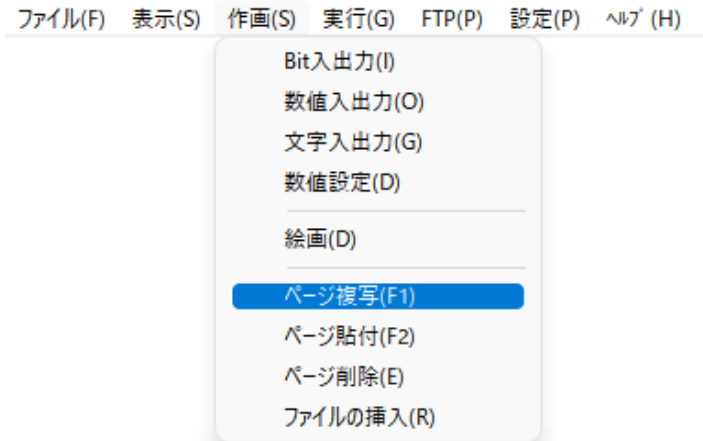 ファイル(F) 表示(S) 作画(S) 実行(G) FTP(P) 設定(P) ﾍﾙﾌﾟ(H)
Bit入出力(I)
数値入出力(O)
文字入出力(G)
数値設定(D)
絵画(D)
ページ複写(F1)
ページ貼付(F2)
ページ削除(E)
ファイルの挿入(R)